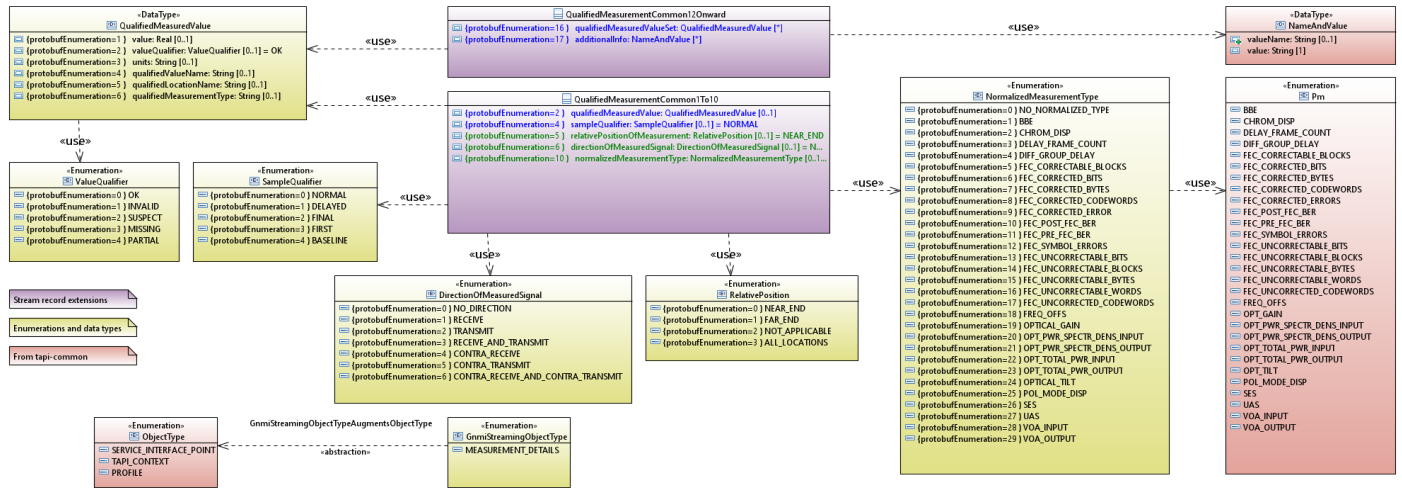 «DataType»
QualifiedMeasuredValue
{protobufEnumeration=1 } value: Real [0..1]
{protobufEnumeration=2 } valueQualifier: ValueQualifier [0..1] = OK
{protobufEnumeration=3 } units: String [0..1]
{protobufEnumeration=4 } qualifiedValueName: String [0..1]
{protobufEnumeration=5 } qualifiedLocationName: String [0..1]
{protobufEnumeration=6 } qualifiedMeasurementType: String [0..1]
«use»
QualifiedMeasurementCommon12Onward
{protobufEnumeration=16 } qualifiedMeasuredValueSet: QualifiedMeasuredValue [*]
{protobufEnumeration=17 } additionalInfo: NameAndValue [*]
«use»
«DataType»
NameAndValue
valueName: String [0..1]
value: String [1]
«use»
QualifiedMeasurementCommon1To10
{protobufEnumeration=2 } qualifiedMeasuredValue: QualifiedMeasuredValue [0..1]
{protobufEnumeration=4 } sampleQualifier: SampleQualifier [0..1] = NORMAL
{protobufEnumeration=5 } relativePositionOfMeasurement: RelativePosition [0..1] = NEAR_END
{protobufEnumeration=6 } directionOfMeasuredSignal: DirectionOfMeasuredSignal [0..1] = N...
{protobufEnumeration=10 } normalizedMeasurementType: NormalizedMeasurementType [0..1...
«use»
«Enumeration»
ValueQualifier
{protobufEnumeration=0 } OK
{protobufEnumeration=1 } INVALID
{protobufEnumeration=2 } SUSPECT
{protobufEnumeration=3 } MISSING
{protobufEnumeration=4 } PARTIAL
«Enumeration»
SampleQualifier
{protobufEnumeration=0 } NORMAL
{protobufEnumeration=1 } DELAYED
{protobufEnumeration=2 } FINAL
{protobufEnumeration=3 } FIRST
{protobufEnumeration=4 } BASELINE
«use»
«use»
«Enumeration»
NormalizedMeasurementType
{protobufEnumeration=0 } NO_NORMALIZED_TYPE
{protobufEnumeration=1 } BBE
{protobufEnumeration=2 } CHROM_DISP
{protobufEnumeration=3 } DELAY_FRAME_COUNT
{protobufEnumeration=4 } DIFF_GROUP_DELAY
{protobufEnumeration=5 } FEC_CORRECTABLE_BLOCKS
{protobufEnumeration=6 } FEC_CORRECTED_BITS
{protobufEnumeration=7 } FEC_CORRECTED_BYTES
{protobufEnumeration=8 } FEC_CORRECTED_CODEWORDS
{protobufEnumeration=9 } FEC_CORRECTED_ERROR
{protobufEnumeration=10 } FEC_POST_FEC_BER
{protobufEnumeration=11 } FEC_PRE_FEC_BER
{protobufEnumeration=12 } FEC_SYMBOL_ERRORS
{protobufEnumeration=13 } FEC_UNCORRECTABLE_BITS
{protobufEnumeration=14 } FEC_UNCORRECTABLE_BLOCKS
{protobufEnumeration=15 } FEC_UNCORRECTABLE_BYTES
{protobufEnumeration=16 } FEC_UNCORRECTABLE_WORDS
{protobufEnumeration=17 } FEC_UNCORRECTED_CODEWORDS
{protobufEnumeration=18 } FREQ_OFFS
{protobufEnumeration=19 } OPTICAL_GAIN
{protobufEnumeration=20 } OPT_PWR_SPECTR_DENS_INPUT
{protobufEnumeration=21 } OPT_PWR_SPECTR_DENS_OUTPUT
{protobufEnumeration=22 } OPT_TOTAL_PWR_INPUT
{protobufEnumeration=23 } OPT_TOTAL_PWR_OUTPUT
{protobufEnumeration=24 } OPTICAL_TILT
{protobufEnumeration=25 } POL_MODE_DISP
{protobufEnumeration=26 } SES
{protobufEnumeration=27 } UAS
{protobufEnumeration=28 } VOA_INPUT
{protobufEnumeration=29 } VOA_OUTPUT
«use»
«Enumeration»
Pm
BBE
CHROM_DISP
DELAY_FRAME_COUNT
DIFF_GROUP_DELAY
FEC_CORRECTABLE_BLOCKS
FEC_CORRECTED_BITS
FEC_CORRECTED_BYTES
FEC_CORRECTED_CODEWORDS
FEC_CORRECTED_ERRORS
FEC_POST_FEC_BER
FEC_PRE_FEC_BER
FEC_SYMBOL_ERRORS
FEC_UNCORRECTABLE_BITS
FEC_UNCORRECTABLE_BLOCKS
FEC_UNCORRECTABLE_BYTES
FEC_UNCORRECTABLE_WORDS
FEC_UNCORRECTED_CODEWORDS
FREQ_OFFS
OPT_GAIN
OPT_PWR_SPECTR_DENS_INPUT
OPT_PWR_SPECTR_DENS_OUTPUT
OPT_TOTAL_PWR_INPUT
OPT_TOTAL_PWR_OUTPUT
OPT_TILT
POL_MODE_DISP
SES
UAS
VOA_INPUT
VOA_OUTPUT
«use»
«use»
Stream record extensions
Enumerations and data types
From tapi-common
«Enumeration»
DirectionOfMeasuredSignal
{protobufEnumeration=0 } NO_DIRECTION
{protobufEnumeration=1 } RECEIVE
{protobufEnumeration=2 } TRANSMIT
{protobufEnumeration=3 } RECEIVE_AND_TRANSMIT
{protobufEnumeration=4 } CONTRA_RECEIVE
{protobufEnumeration=5 } CONTRA_TRANSMIT
{protobufEnumeration=6 } CONTRA_RECEIVE_AND_CONTRA_TRANSMIT
«Enumeration»
RelativePosition
{protobufEnumeration=0 } NEAR_END
{protobufEnumeration=1 } FAR_END
{protobufEnumeration=2 } NOT_APPLICABLE
{protobufEnumeration=3 } ALL_LOCATIONS
«Enumeration»
ObjectType
SERVICE_INTERFACE_POINT
TAPI_CONTEXT
PROFILE
GnmiStreamingObjectTypeAugmentsObjectType
«abstraction»
«Enumeration»
GnmiStreamingObjectType
MEASUREMENT_DETAILS